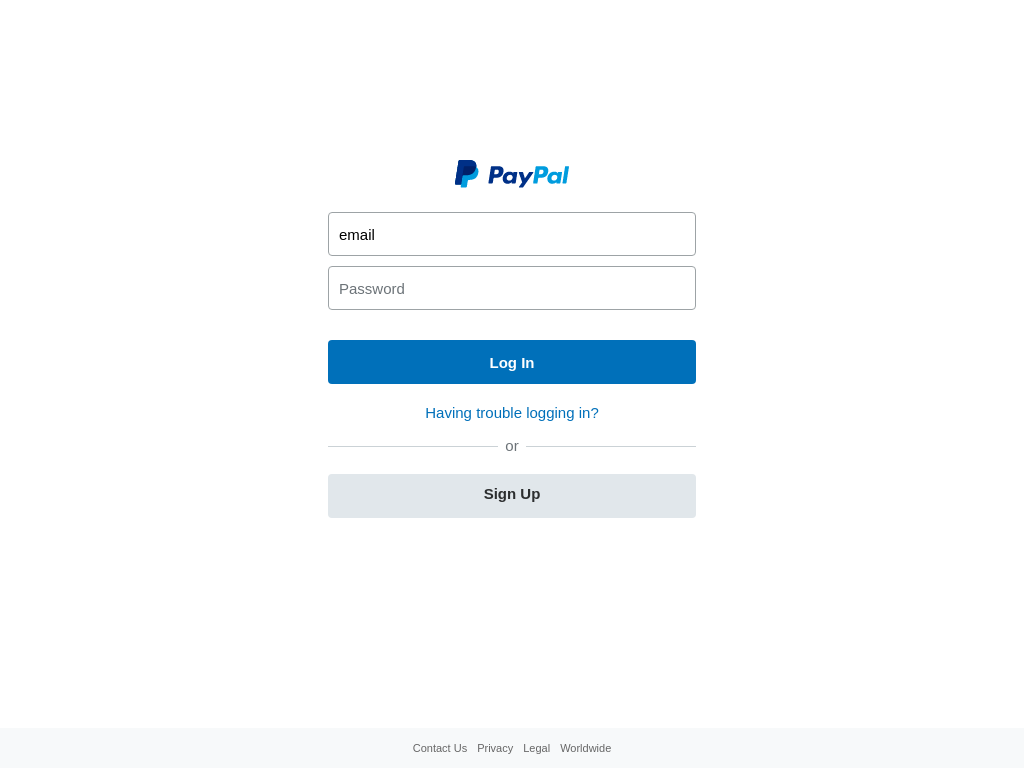 PayPal
email
Password
Log In
Having trouble logging in?
or
Sign Up
Contact Us Privacy Legal Worldwide